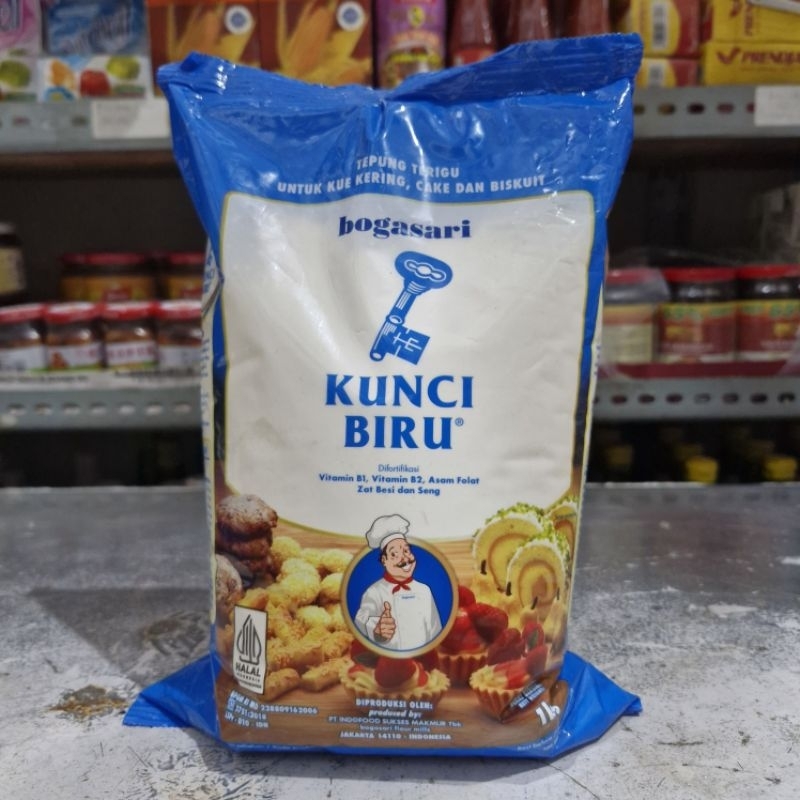 TEPUNG TERIGU
UNTUK KUE KERING, CAKE DAN BISKUIT
bogasari
KUNCI
BIRU®
Difortifikasi
Vitamin B1, Vitamin B2, Asam Folat
Zat Besi dan Seng
HALAL
INDONESIA
DIPRODUKSI OLEH:
produced by:
PT INDOFOOD SUKSES MAKMUR Tbk
bogasari flour mills
JAKARTA 14110 - INDONESIA